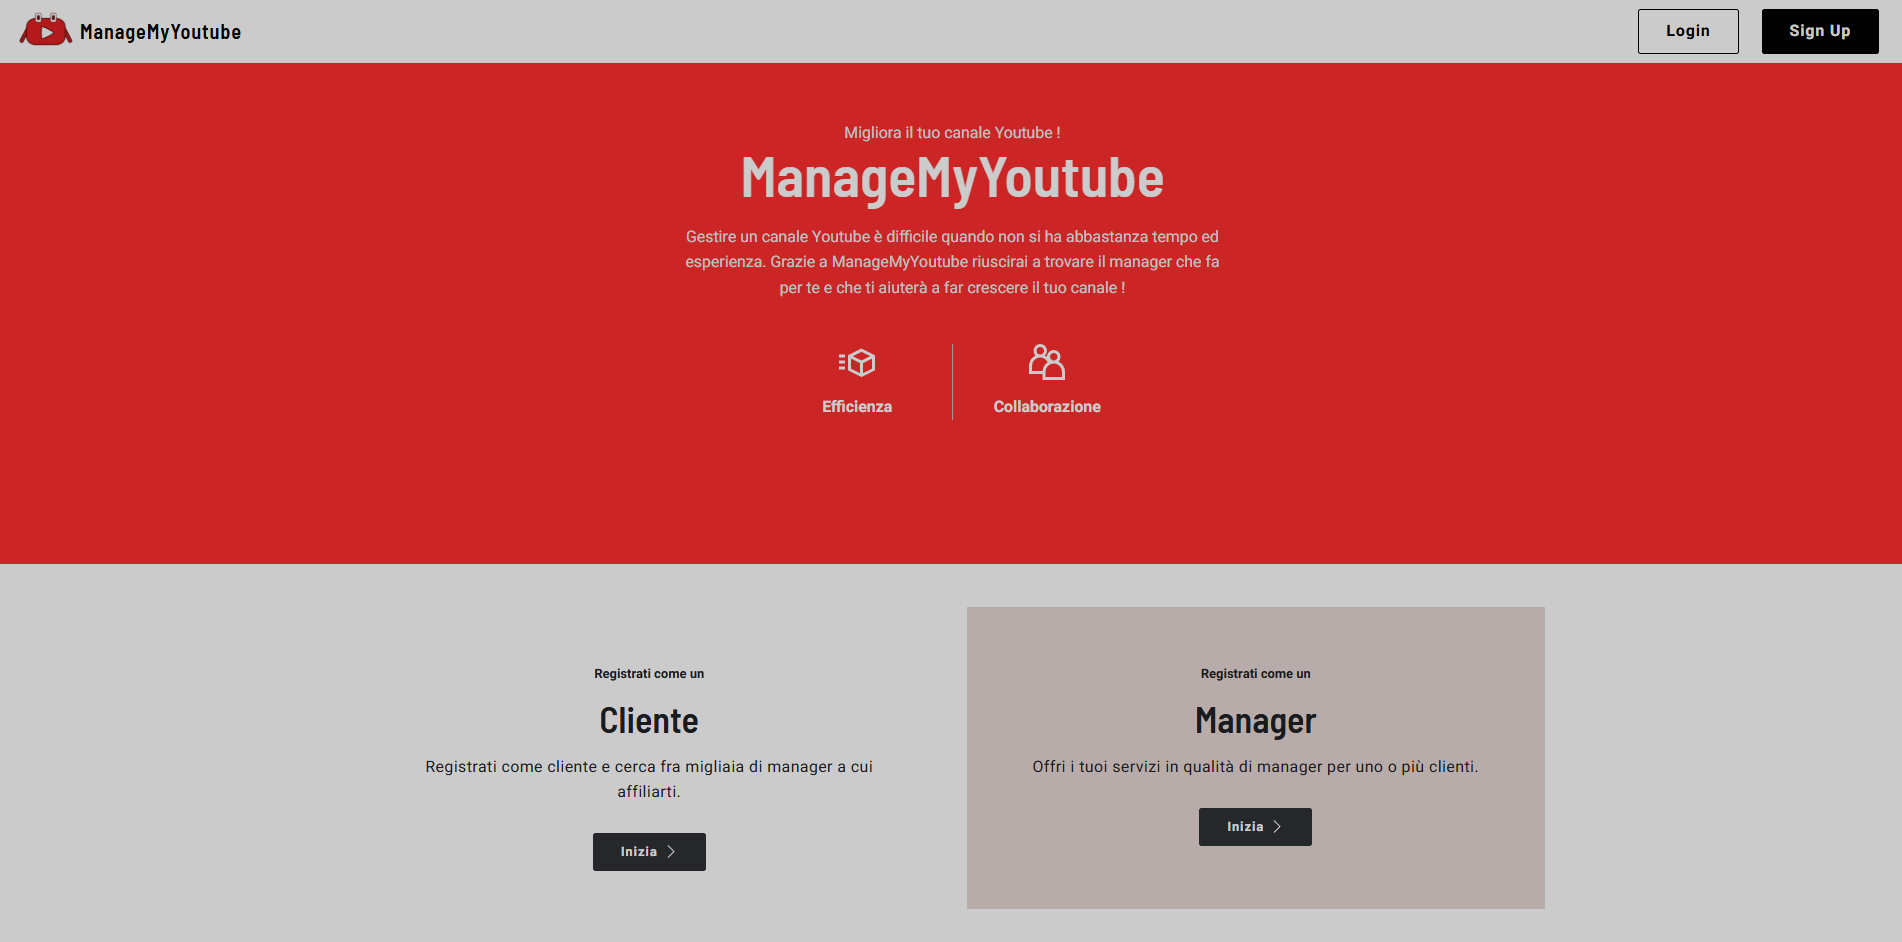 ManageMyYoutube
Login
Sign Up
Migliora il tuo canale Youtube !
ManageMyYoutube
Gestire un canale Youtube è difficile quando non si ha abbastanza tempo ed
esperienza. Grazie a ManageMyYoutube riuscirai a trovare il manager che fa
per te e che ti aiuterà a far crescere il tuo canale !
Efficienza
Collaborazione
Registrati come un
Cliente
Registrati come cliente e cerca fra migliaia di manager a cui
affiliarti.
Inizia
Registrati come un
Manager
Offri i tuoi servizi in qualità di manager per uno o più clienti.
Inizia